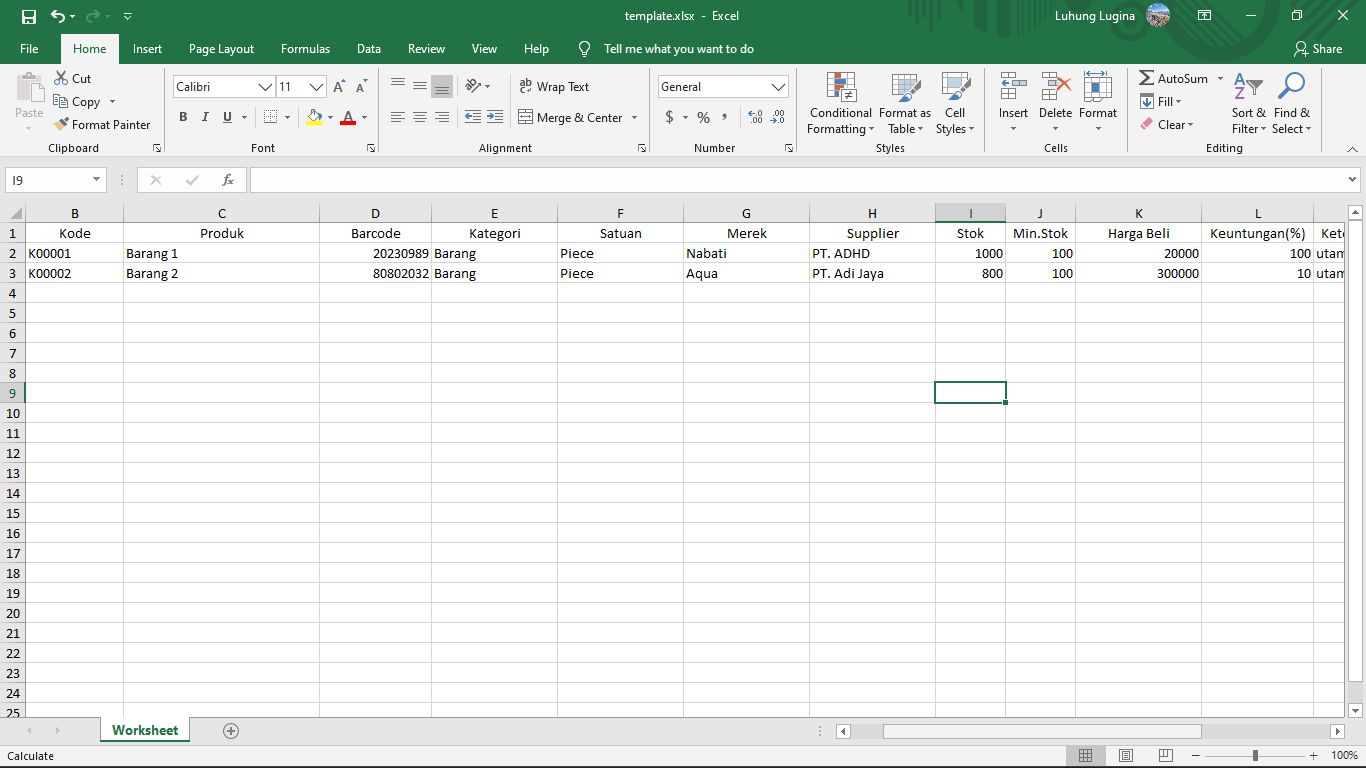 template.xlsx - Excel
Luhung Lugina
File Home Insert Page Layout Formulas Data Review View Help Tell me what you want to do Share
Paste
Cut
Copy
Format Painter
Clipboard
Calibri 11
B I U
Font
Wrap Text
Merge & Center
Alignment
General
$ % ,
Number
Conditional Formatting
Format as Table
Cell Styles
Styles
Insert Delete Format
Cells
AutoSum
Fill
Clear
Sort & Filter
Find & Select
Editing
I9
fx
B C D E F G H I J K L
1 Kode Produk Barcode Kategori Satuan Merek Supplier Stok Min.Stok Harga Beli Keuntungan(%) Kete
2 K00001 Barang 1 20230989 Barang Piece Nabati PT. ADHD 1000 100 20000 100 utam
3 K00002 Barang 2 80802032 Barang Piece Aqua PT. Adi Jaya 800 100 300000 10 utam
4
5
6
7
8
9
10
11
12
13
14
15
16
17
18
19
20
21
22
23
24
25
Worksheet
Calculate
100%